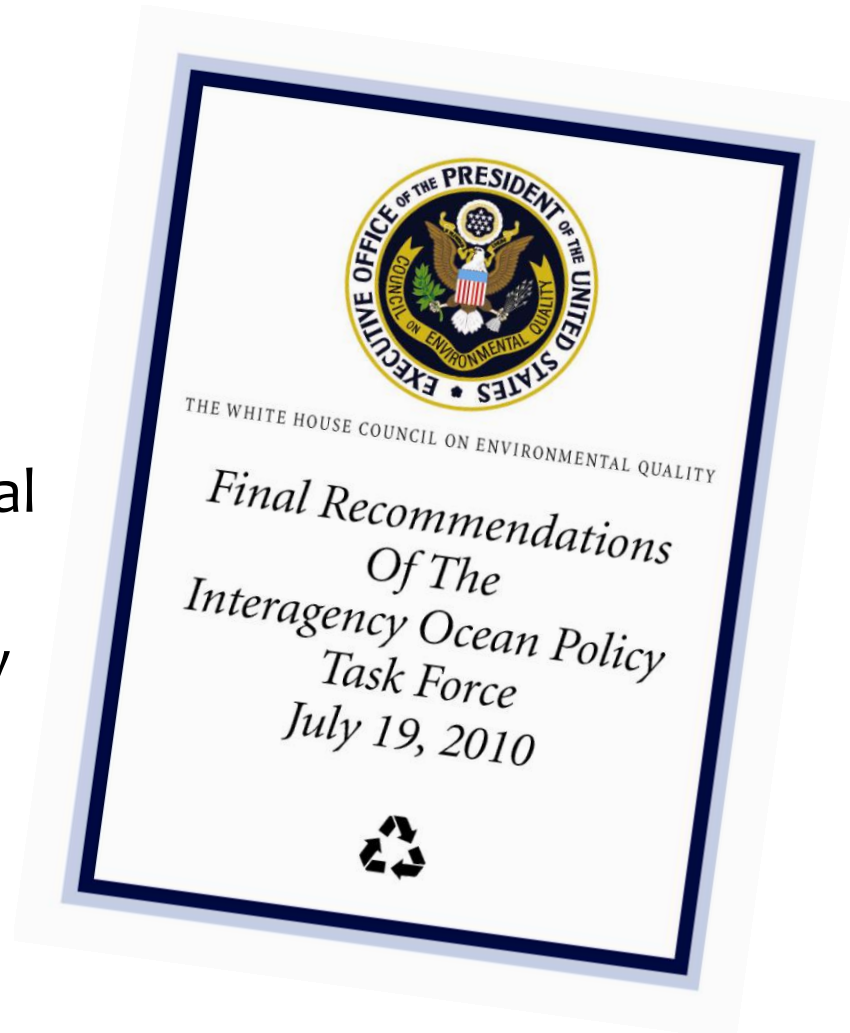 EXECUTIVE OFFICE OF THE PRESIDENT OF THE UNITED STATES
COUNCIL ON ENVIRONMENTAL QUALITY
THE WHITE HOUSE COUNCIL ON ENVIRONMENTAL QUALITY
al
Final Recommendations
Of The
Interagency Ocean Policy
y
Task Force
July 19, 2010